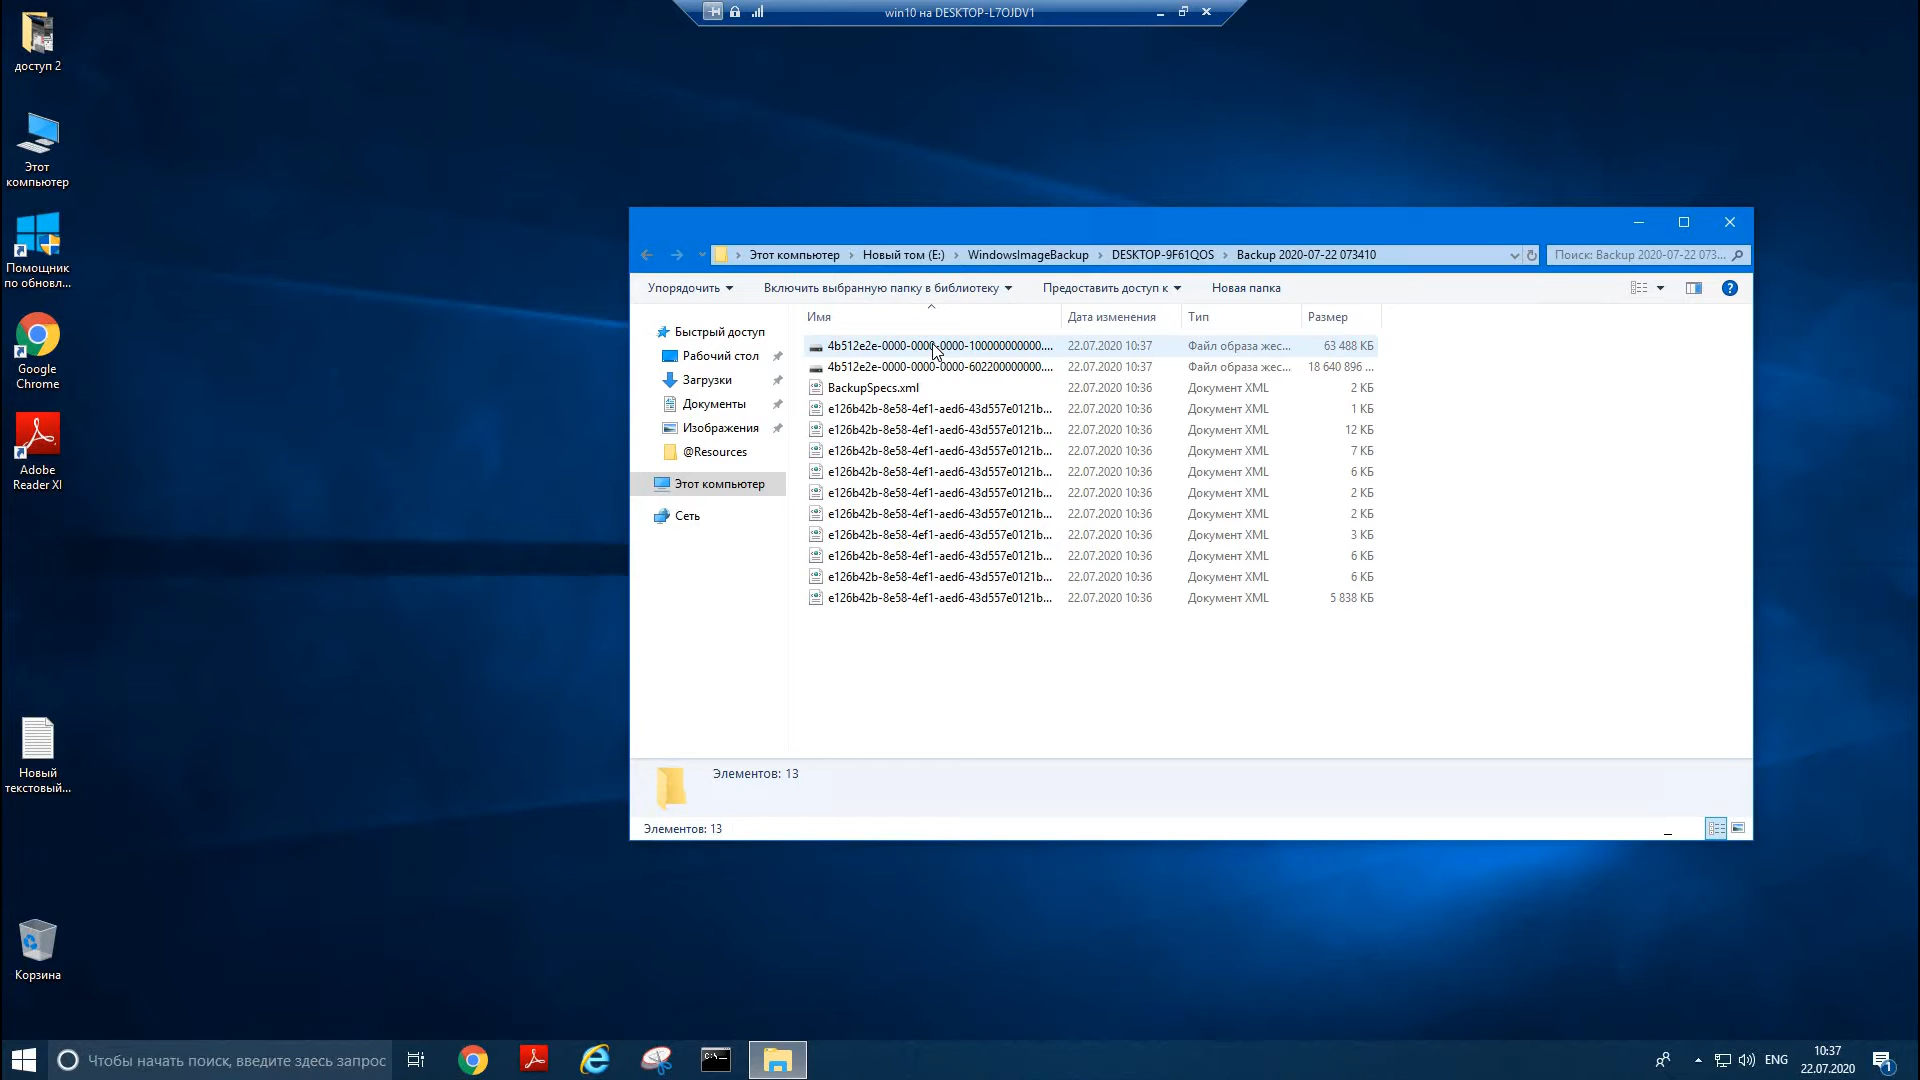 win10 на DESKTOP-L7OJDV1
доступ 2
Этот
компьютер
Помощник
по обновл...
Google
Chrome
Adobe
Reader XI
Новый
текстовый...
Корзина
Этот компьютер
Новый том (E:)
WindowsImageBackup
DESKTOP-9F61QOS
Backup 2020-07-22 073410
Поиск: Backup 2020-07-22 073...
Упорядочить
Включить выбранную папку в библиотеку
Предоставить доступ к
Новая папка
Быстрый доступ
Рабочий стол
Загрузки
Документы
Изображения
@Resources
Этот компьютер
Сеть
Имя Дата изменения Тип Размер
4b512e2e-0000-0000-0000-100000000000.... 22.07.2020 10:37 Файл образа жес... 63 488 КБ
4b512e2e-0000-0000-0000-602200000000.... 22.07.2020 10:37 Файл образа жес... 18 640 896 ...
BackupSpecs.xml 22.07.2020 10:36 Документ XML 2 КБ
e126b42b-8e58-4ef1-aed6-43d557e0121b... 22.07.2020 10:36 Документ XML 1 КБ
e126b42b-8e58-4ef1-aed6-43d557e0121b... 22.07.2020 10:36 Документ XML 12 КБ
e126b42b-8e58-4ef1-aed6-43d557e0121b... 22.07.2020 10:36 Документ XML 7 КБ
e126b42b-8e58-4ef1-aed6-43d557e0121b... 22.07.2020 10:36 Документ XML 6 КБ
e126b42b-8e58-4ef1-aed6-43d557e0121b... 22.07.2020 10:36 Документ XML 2 КБ
e126b42b-8e58-4ef1-aed6-43d557e0121b... 22.07.2020 10:36 Документ XML 2 КБ
e126b42b-8e58-4ef1-aed6-43d557e0121b... 22.07.2020 10:36 Документ XML 3 КБ
e126b42b-8e58-4ef1-aed6-43d557e0121b... 22.07.2020 10:36 Документ XML 6 КБ
e126b42b-8e58-4ef1-aed6-43d557e0121b... 22.07.2020 10:36 Документ XML 6 КБ
e126b42b-8e58-4ef1-aed6-43d557e0121b... 22.07.2020 10:36 Документ XML 5 838 КБ
Элементов: 13
Элементов: 13
Чтобы начать поиск, введите здесь запрос
ENG
10:37
22.07.2020
1